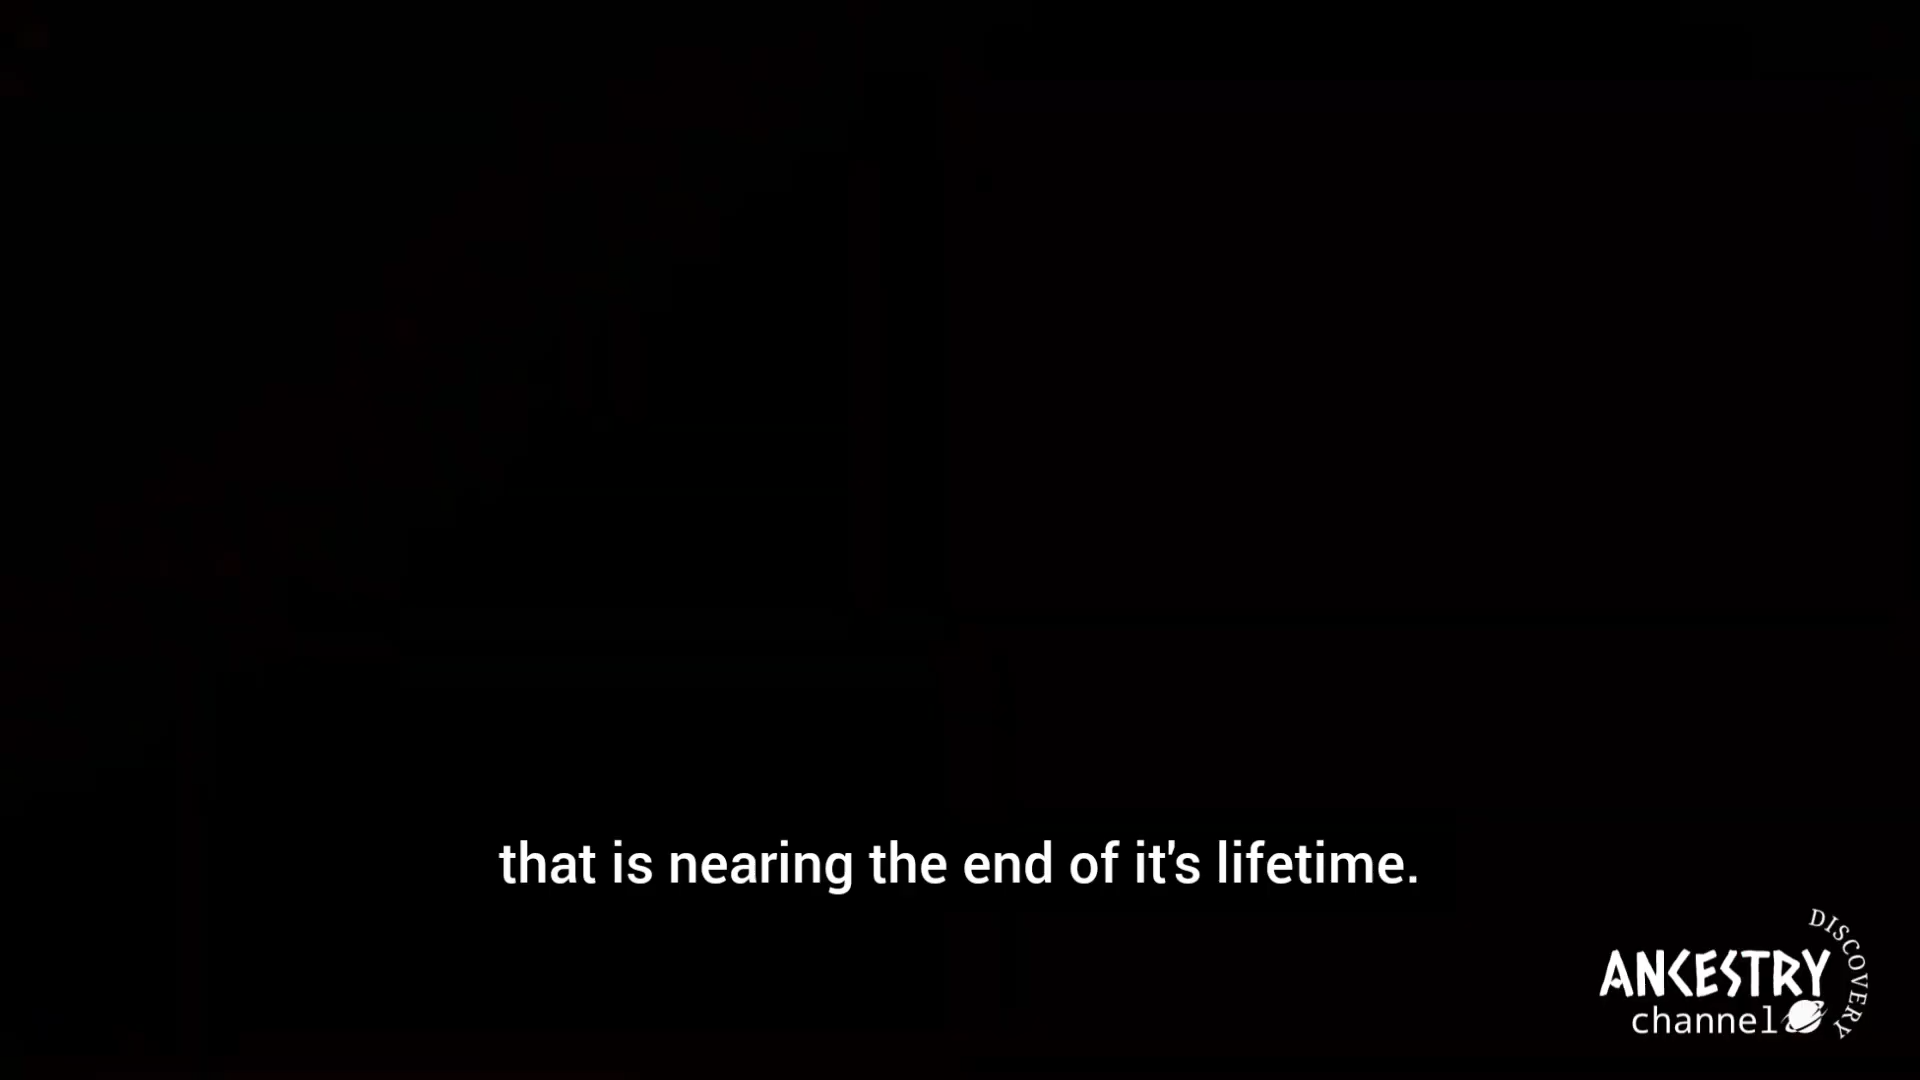 that is nearing the end of it's lifetime.
DISCOVERY
ANCESTRY
channel